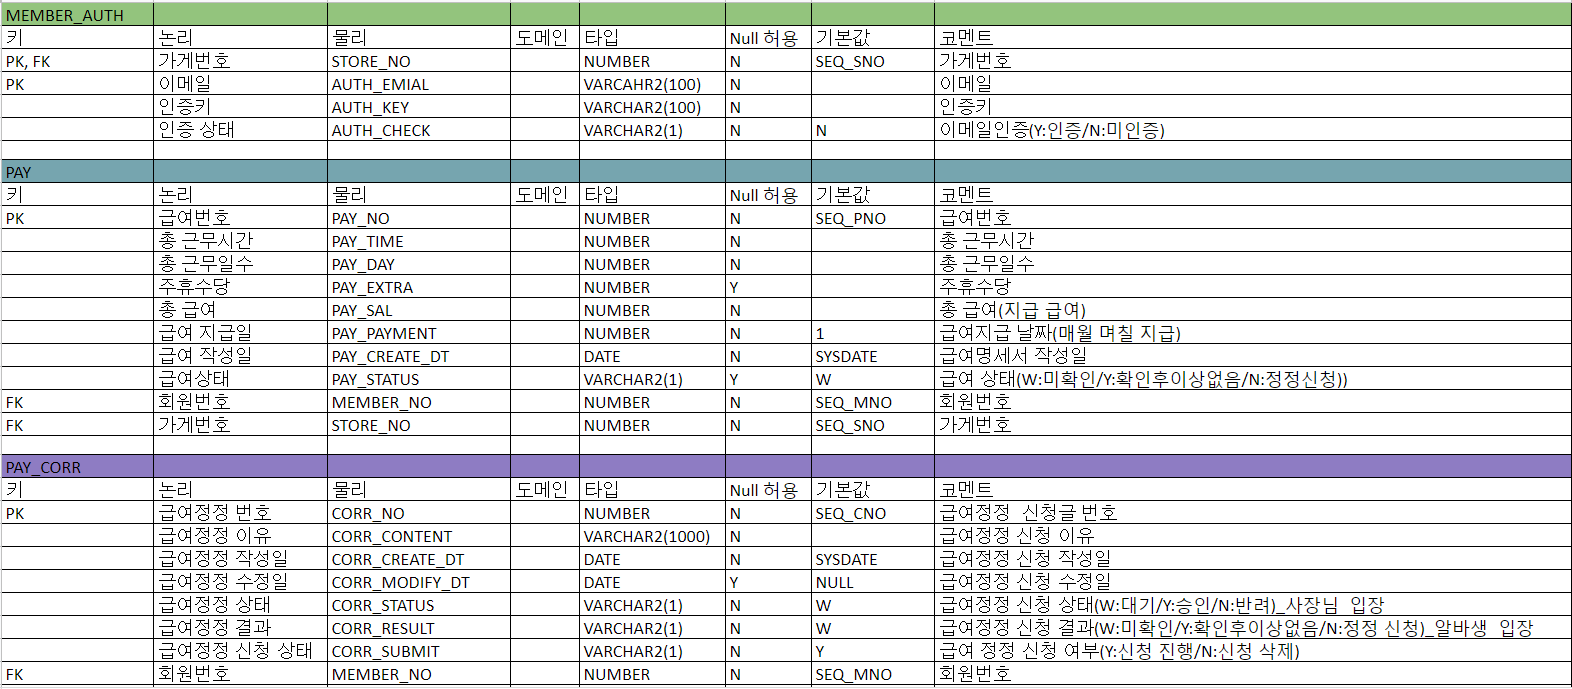 MEMBER_AUTH
키 논리 물리 도메인 타입 Null 허용 기본값 코멘트
PK, FK 가게번호 STORE_NO NUMBER N SEQ_SNO 가게번호
PK 이메일 AUTH_EMIAL VARCAHR2(100) N 이메일
인증키 AUTH_KEY VARCHAR2(100) N 인증키
인증 상태 AUTH_CHECK VARCHAR2(1) N N 이메일인증(Y:인증/N:미인증)
PAY
키 논리 물리 도메인 타입 Null 허용 기본값 코멘트
PK 급여번호 PAY_NO NUMBER N SEQ_PNO 급여번호
총 근무시간 PAY_TIME NUMBER N 총 근무시간
총 근무일수 PAY_DAY NUMBER N 총 근무일수
주휴수당 PAY_EXTRA NUMBER Y 주휴수당
총 급여 PAY_SAL NUMBER N 총 급여(지급 급여)
급여 지급일 PAY_PAYMENT NUMBER N 1 급여지급 날짜(매월 며칠 지급)
급여 작성일 PAY_CREATE_DT DATE N SYSDATE 급여명세서 작성일
급여상태 PAY_STATUS VARCHAR2(1) Y W 급여 상태(W:미확인/Y:확인후이상없음/N:정정신청))
FK 회원번호 MEMBER_NO NUMBER N SEQ_MNO 회원번호
FK 가게번호 STORE_NO NUMBER N SEQ_SNO 가게번호
PAY_CORR
키 논리 물리 도메인 타입 Null 허용 기본값 코멘트
PK 급여정정 번호 CORR_NO NUMBER N SEQ_CNO 급여정정 신청글 번호
급여정정 이유 CORR_CONTENT VARCHAR2(1000) N 급여정정 신청 이유
급여정정 작성일 CORR_CREATE_DT DATE N SYSDATE 급여정정 신청 작성일
급여정정 수정일 CORR_MODIFY_DT DATE Y NULL 급여정정 신청 수정일
급여정정 상태 CORR_STATUS VARCHAR2(1) N W 급여정정 신청 상태(W:대기/Y:승인/N:반려)_사장님 입장
급여정정 결과 CORR_RESULT VARCHAR2(1) N W 급여정정 신청 결과(W:미확인/Y:확인후이상없음/N:정정 신청)_알바생 입장
급여정정 신청 상태 CORR_SUBMIT VARCHAR2(1) N Y 급여 정정 신청 여부(Y:신청 진행/N:신청 삭제)
FK 회원번호 MEMBER_NO NUMBER N SEQ_MNO 회원번호